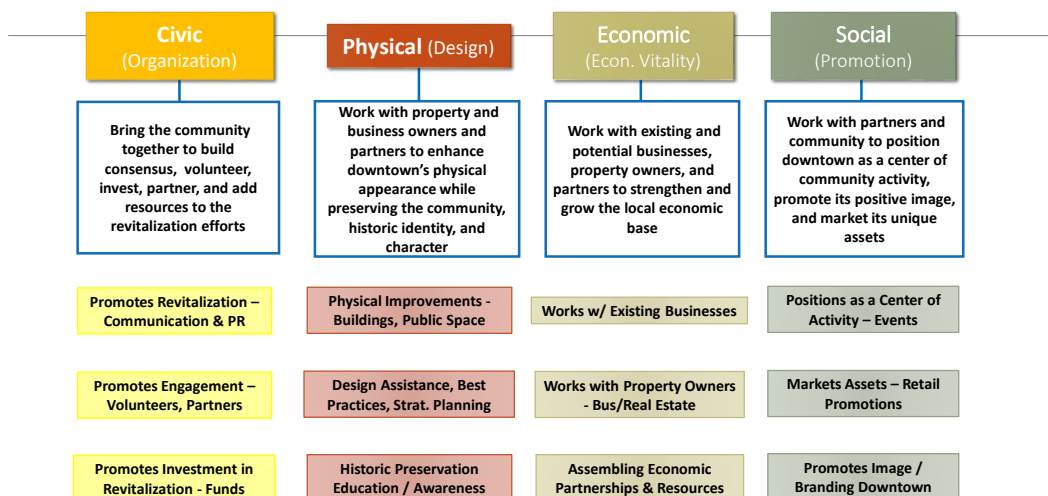 Civic
(Organization)
Physical (Design)
Economic
(Econ. Vitality)
Social
(Promotion)
Bring the community
together to build
consensus, volunteer,
invest, partner, and add
resources to the
revitalization efforts
Work with property and
business owners and
partners to enhance
downtown’s physical
appearance while
preserving the community,
historic identity, and
character
Work with existing and
potential businesses,
property owners, and
partners to strengthen and
grow the local economic
base
Work with partners and
community to position
downtown as a center of
community activity,
promote its positive image,
and market its unique
assets
Promotes Revitalization –
Communication & PR
Physical Improvements -
Buildings, Public Space
Works w/ Existing Businesses
Positions as a Center of
Activity – Events
Promotes Engagement –
Volunteers, Partners
Design Assistance, Best
Practices, Strat. Planning
Works with Property Owners
- Bus/Real Estate
Markets Assets – Retail
Promotions
Promotes Investment in
Revitalization - Funds
Historic Preservation
Education / Awareness
Assembling Economic
Partnerships & Resources
Promotes Image /
Branding Downtown